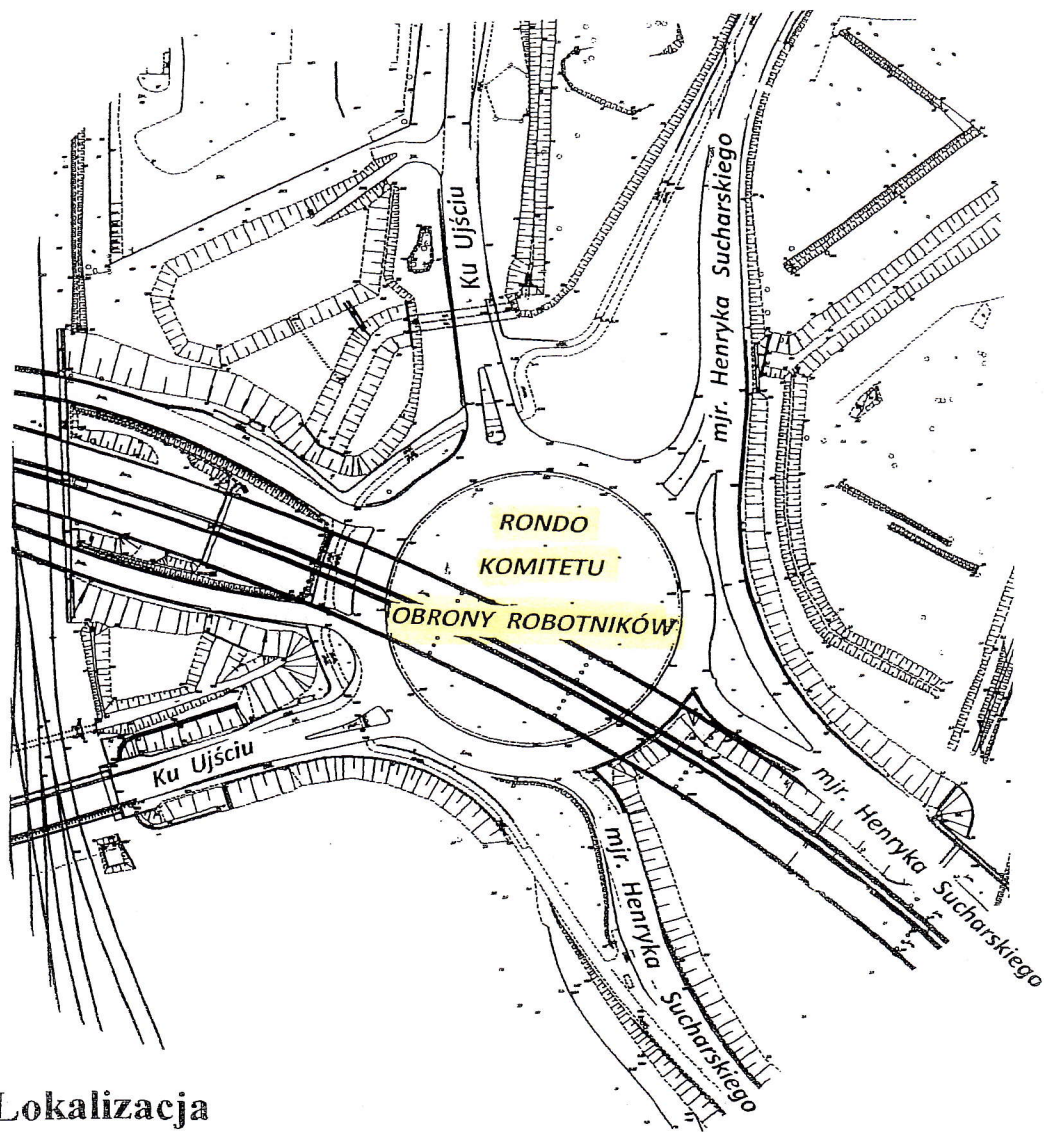 Ku Ujściu
mjr. Henryka Sucharskiego
RONDO
KOMITETU
OBRONY ROBOTNIKÓW
Ku Ujściu
mjr. Henryka Sucharskiego
mjr. Henryka Sucharskiego
Lokalizacja